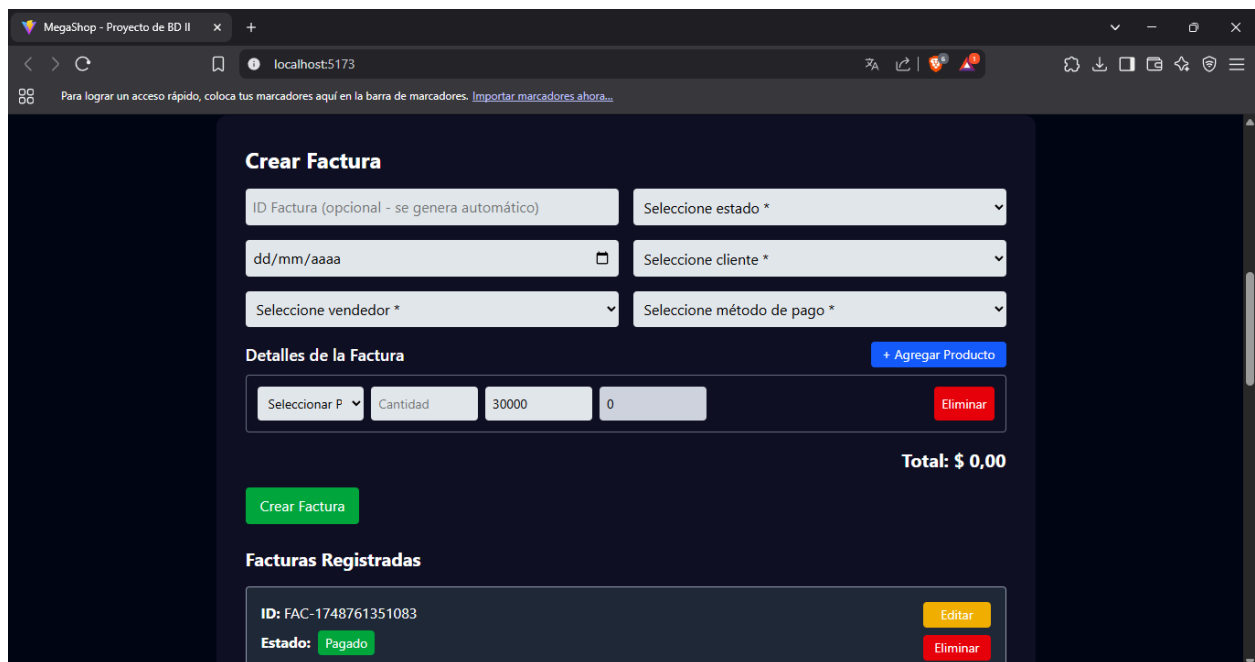 MegaShop - Proyecto de BD II
localhost:5173
Para lograr un acceso rápido, coloca tus marcadores aquí en la barra de marcadores. Importar marcadores ahora...
Crear Factura
ID Factura (opcional - se genera automático)
Seleccione estado *
dd/mm/aaaa
Seleccione cliente *
Seleccione vendedor *
Seleccione método de pago *
Detalles de la Factura
+ Agregar Producto
Seleccionar P
Cantidad
30000
0
Eliminar
Total: $ 0,00
Crear Factura
Facturas Registradas
ID: FAC-1748761351083
Editar
Estado: Pagado
Eliminar